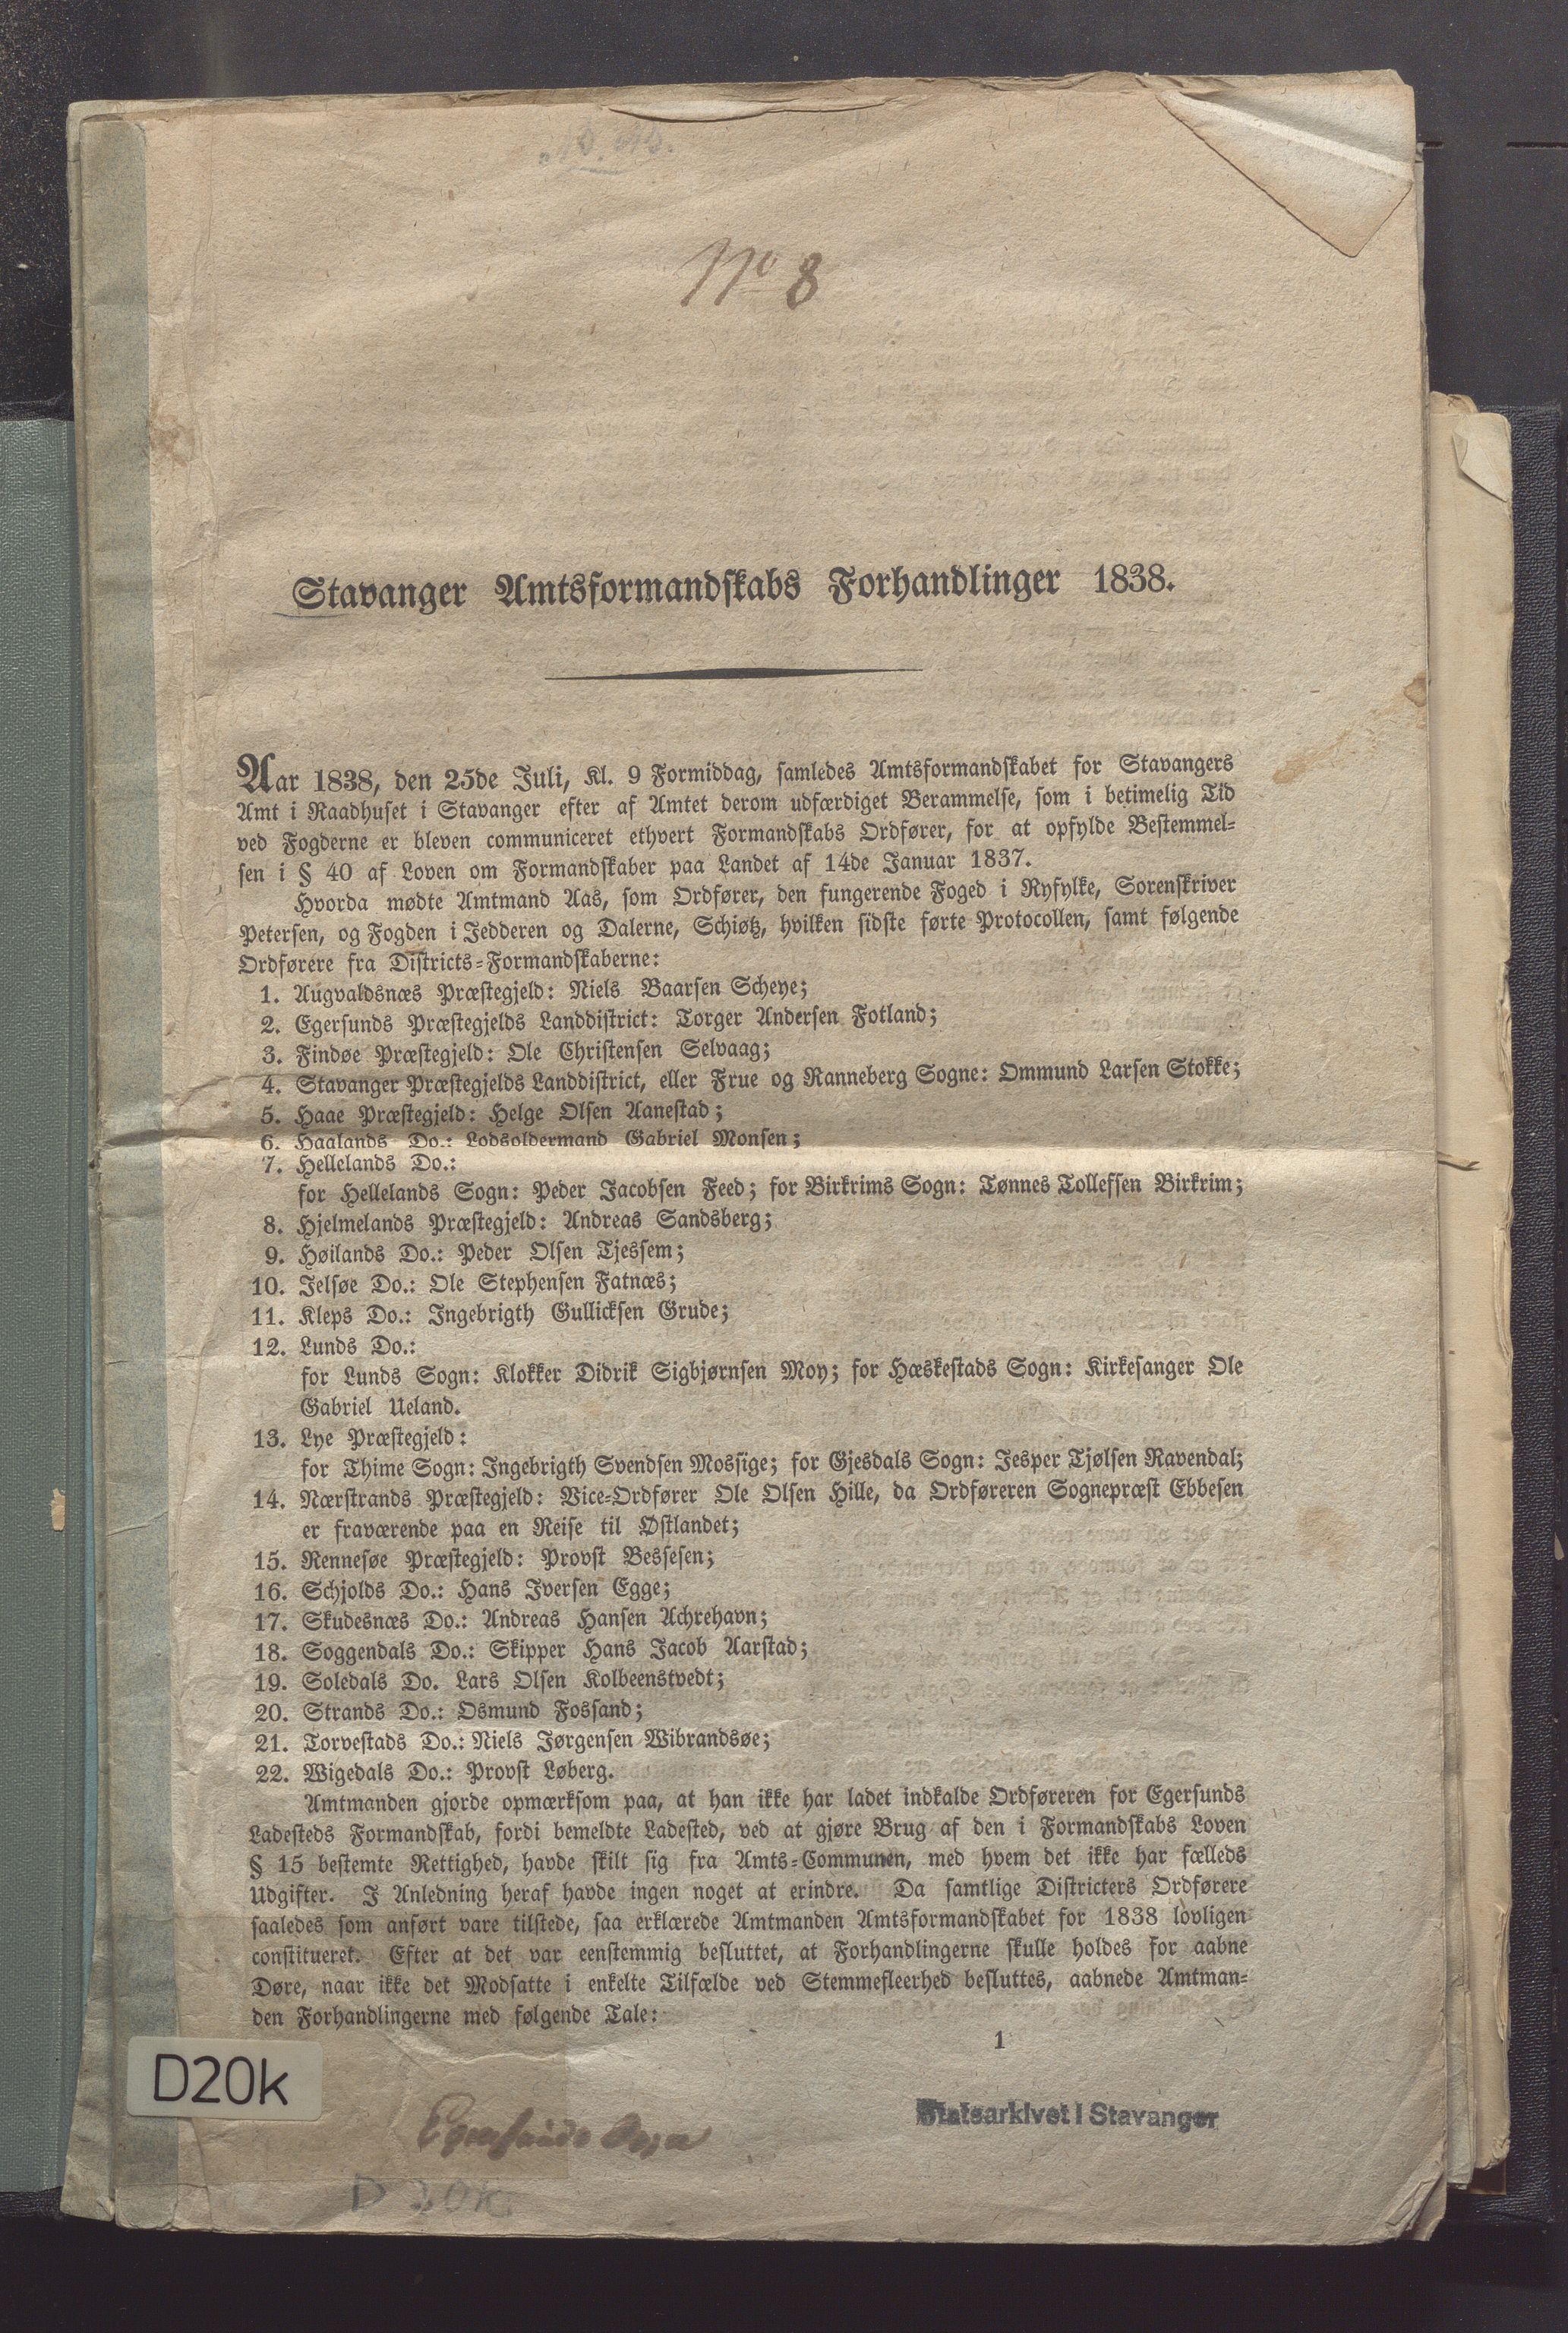 No 8
Stavanger Amtsformandskabs Forhandlinger 1838.
Aar 1838, den 25de Juli, Kl. 9 Formiddag, samledes Amtsformandskabet for Stavangers
Amt i Raadhuset i Stavanger efter af Amtet derom udfærdiget Berammelse, som i betimelig Tid
ved Fogderne er bleven communiceret ethvert Formandskabs Ordfører, for at opfylde Bestemmel-
sen i § 40 af Loven om Formandskaber paa Landet af 14de Januar 1837.
Hvorda mødte Amtmand Aas, som Ordfører, den fungerende Foged i Ryfylke, Sorenskriver
Petersen, og Fogden i Jedderen og Dalerne, Schiøtz, hvilken sidste førte Protocollen, samt følgende
Ordførere fra Districts-Formandskaberne:
1. Augvaldsnæs Præstegjeld: Niels Baarsen Scheye;
2. Egersunds Præstegjelds Landdistrict: Torger Andersen Fotland;
3. Findøe Præstegjeld: Ole Christensen Selvaag;
4. Stavanger Præstegjelds Landdistrict, eller Frue og Ranneberg Sogne: Ommund Larsen Stokke;
5. Haae Præstegjeld: Helge Olsen Aanestad;
6. Haalands Do.: Lodsoldermand Gabriel Monsen;
7. Hellelands Do.:
for Hellelands Sogn: Peder Jacobsen Feed; for Birkrims Sogn: Tønnes Tollefsen Birkrim;
8. Hjelmelands Præstegjeld: Andreas Sandsberg;
9. Høilands Do.: Peder Olsen Tjessem;
10. Jelsøe Do.: Ole Stephensen Fatnæs;
11. Kleps Do.: Ingebrigth Gullicksen Grude;
12. Lunds Do.:
for Lunds Sogn: Klokker Didrik Sigbjørnsen Moy; for Hæskestads Sogn: Kirkesanger Ole
Gabriel Ueland.
13. Lye Præstegjeld:
for Thime Sogn: Ingebrigth Svendsen Mossige; for Gjesdals Sogn: Jesper Tjølsen Ravendal;
14. Nærstrands Præstegjeld: Vice-Ordfører Ole Olsen Hille, da Ordføreren Sognepræst Ebbesen
er fraværende paa en Reise til Østlandet;
15. Rennesøe Præstegjeld: Provst Bessesen;
16. Schjolds Do.: Hans Iversen Egge;
17. Skudesnæs Do.: Andreas Hansen Achrehavn;
18. Soggendals Do.: Skipper Hans Jacob Aarstad;
19. Soledals Do. Lars Olsen Kolbeenstvedt;
20. Strands Do.: Osmund Fossand;
21. Torvestads Do.: Niels Jørgensen Wibrandsøe;
22. Wigedals Do.: Provst Løberg.
Amtmanden gjorde opmærksom paa, at han ikke har ladet indkalde Ordføreren for Egersunds
Ladesteds Formandskab, fordi bemeldte Ladested, ved at gjøre Brug af den i Formandskabs Loven
§ 15 bestemte Rettighed, havde skilt sig fra Amts-Communen, med hvem det ikke har fælleds
Udgifter. I Anledning heraf havde ingen noget at erindre. Da samtlige Districters Ordførere
saaledes som anført vare tilstede, saa erklærede Amtmanden Amtsformandskabet for 1838 lovligen
constitueret. Efter at det var eenstemmig besluttet, at Forhandlingerne skulle holdes for aabne
Døre, naar ikke det Modsatte i enkelte Tilfælde ved Stemmefleerhed besluttes, aabnede Amtman-
den Forhandlingerne med følgende Tale:
1
D20k
Statsarkivet i Stavanger
Egersunds
D 20K